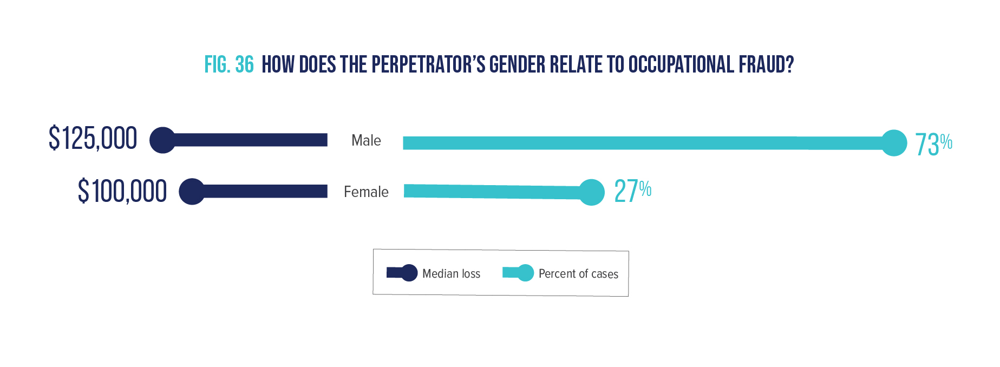 FIG. 36 HOW DOES THE PERPETRATOR’S GENDER RELATE TO OCCUPATIONAL FRAUD?
$125,000 Male 73%
$100,000 Female 27%
Median loss Percent of cases